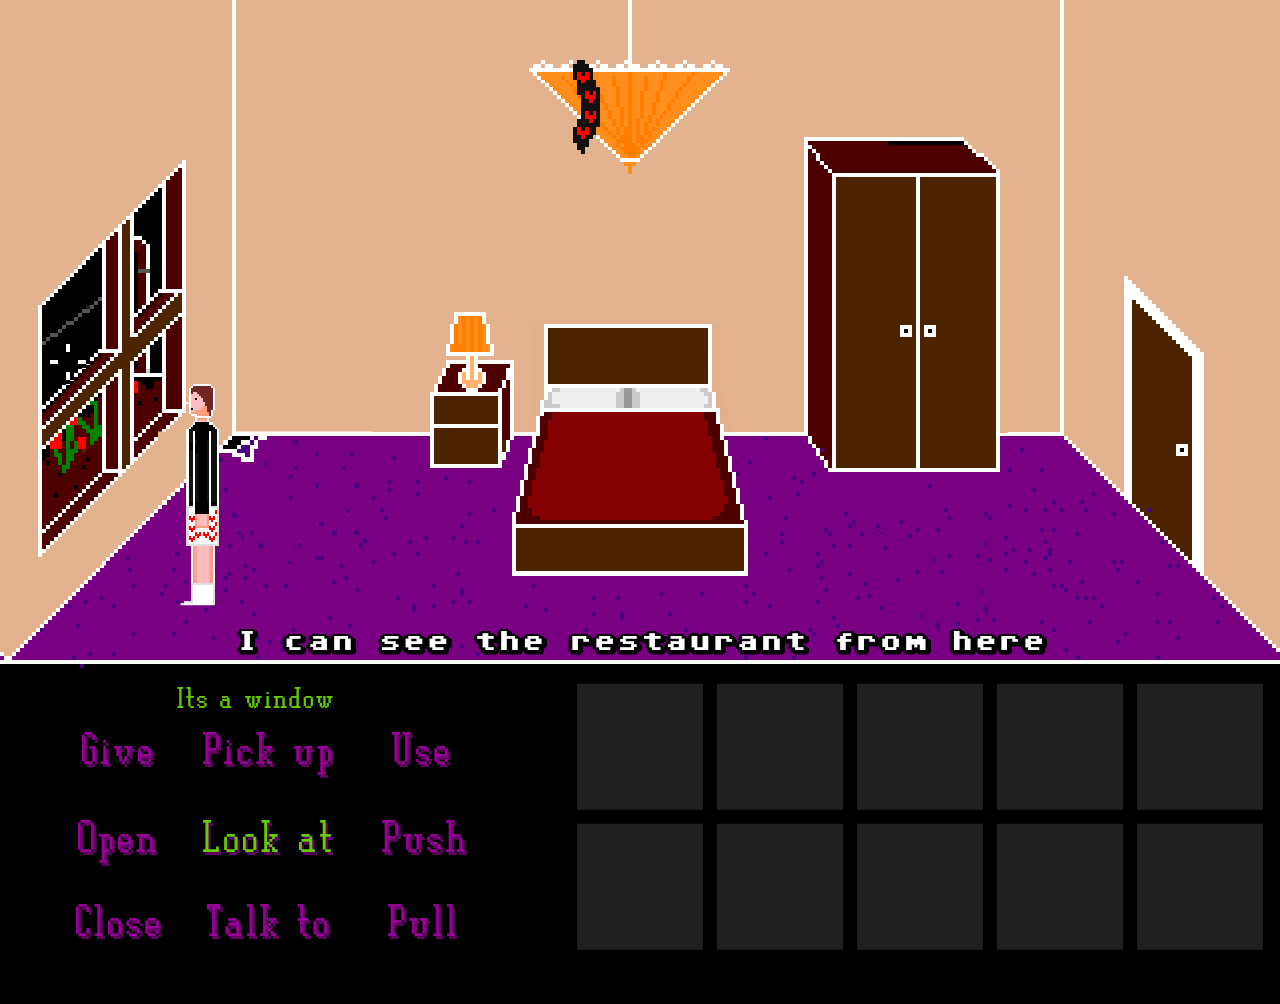 I can see the restaurant from here
Its a window
Give Pick up Use
Open Look at Push
Close Talk to Pull